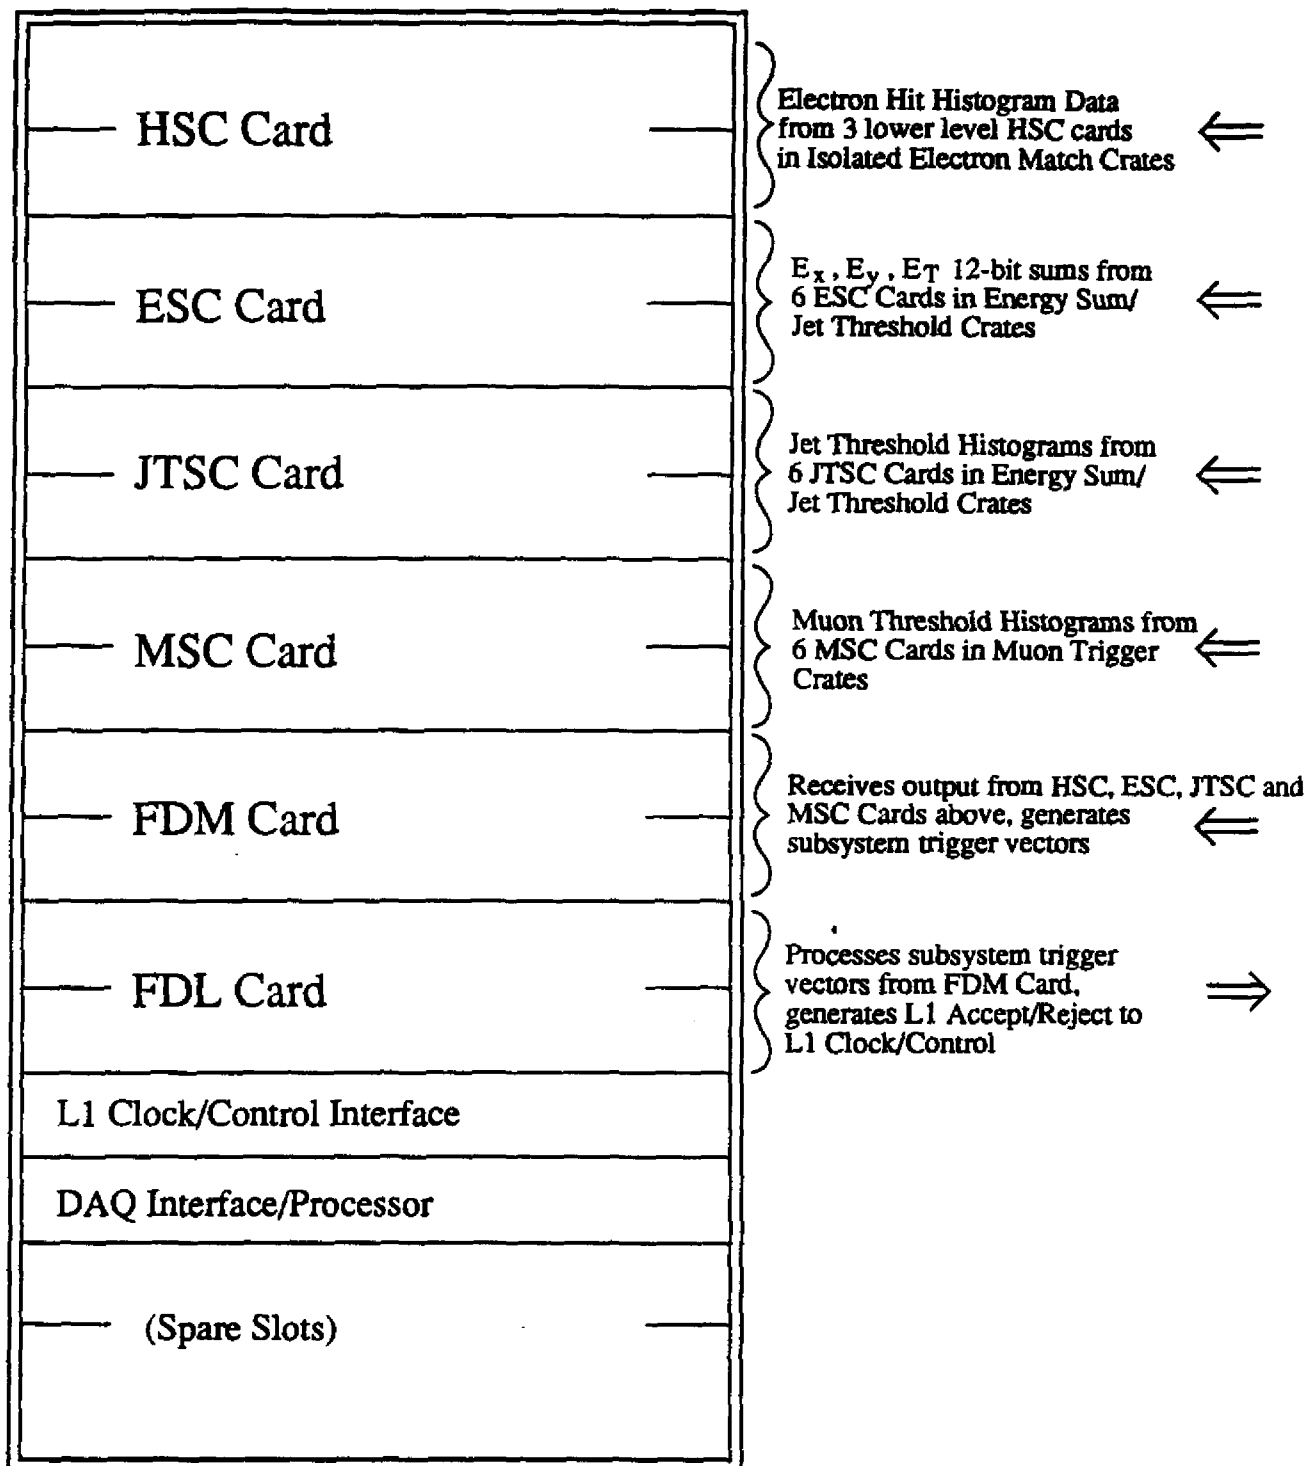 HSC Card
Electron Hit Histogram Data
from 3 lower level HSC cards
in Isolated Electron Match Crates
ESC Card
Ex, Ey, ET 12-bit sums from
6 ESC Cards in Energy Sum/
Jet Threshold Crates
JTSC Card
Jet Threshold Histograms from
6 JTSC Cards in Energy Sum/
Jet Threshold Crates
MSC Card
Muon Threshold Histograms from
6 MSC Cards in Muon Trigger
Crates
FDM Card
Receives output from HSC, ESC, JTSC and
MSC Cards above, generates
subsystem trigger vectors
FDL Card
Processes subsystem trigger
vectors from FDM Card,
generates L1 Accept/Reject to
L1 Clock/Control
L1 Clock/Control Interface
DAQ Interface/Processor
(Spare Slots)